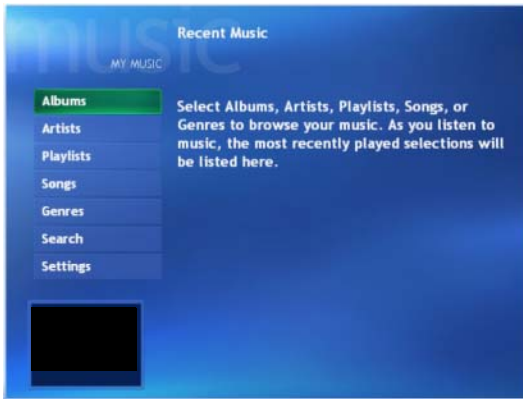 music
Recent Music
MY MUSIC
Albums
Artists
Playlists
Songs
Genres
Search
Settings
Select Albums, Artists, Playlists, Songs, or
Genres to browse your music. As you listen to
music, the most recently played selections will
be listed here.